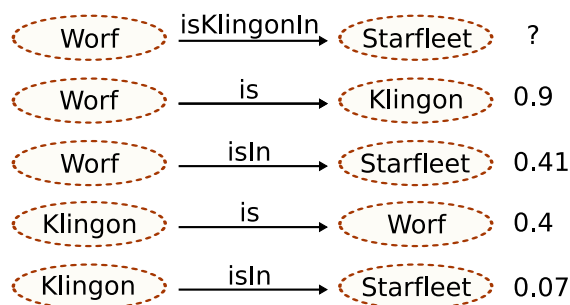 Worf isKlingonIn Starfleet ?
Worf is Klingon 0.9
Worf isIn Starfleet 0.41
Klingon is Worf 0.4
Klingon isIn Starfleet 0.07